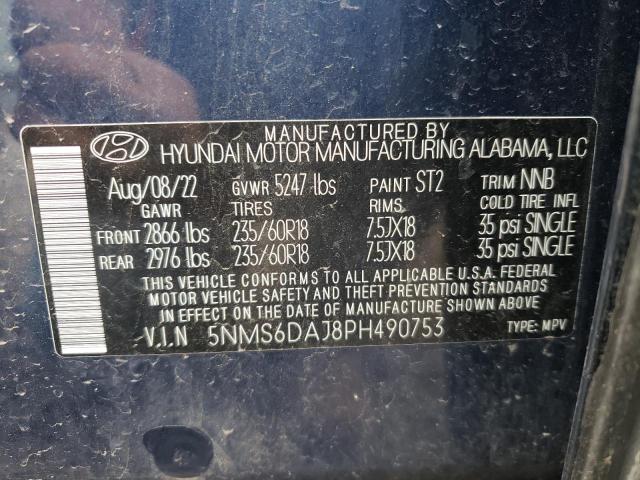 MANUFACTURED BY
HYUNDAI MOTOR MANUFACTURING ALABAMA, LLC
Aug/08/22 GVWR 5247 lbs PAINT ST2 TRIM NNB
GAWR TIRES RIMS COLD TIRE INFL
FRONT 2866 lbs 235/60R18 7.5JX18 35 psi SINGLE
REAR 2976 lbs 235/60R18 7.5JX18 35 psi SINGLE
THIS VEHICLE CONFORMS TO ALL APPLICABLE U.S.A. FEDERAL
MOTOR VEHICLE SAFETY AND THEFT PREVENTION STANDARDS
IN EFFECT ON THE DATE OF MANUFACTURE SHOWN ABOVE.
V.I.N 5NMS6DAJ8PH490753 TYPE: MPV